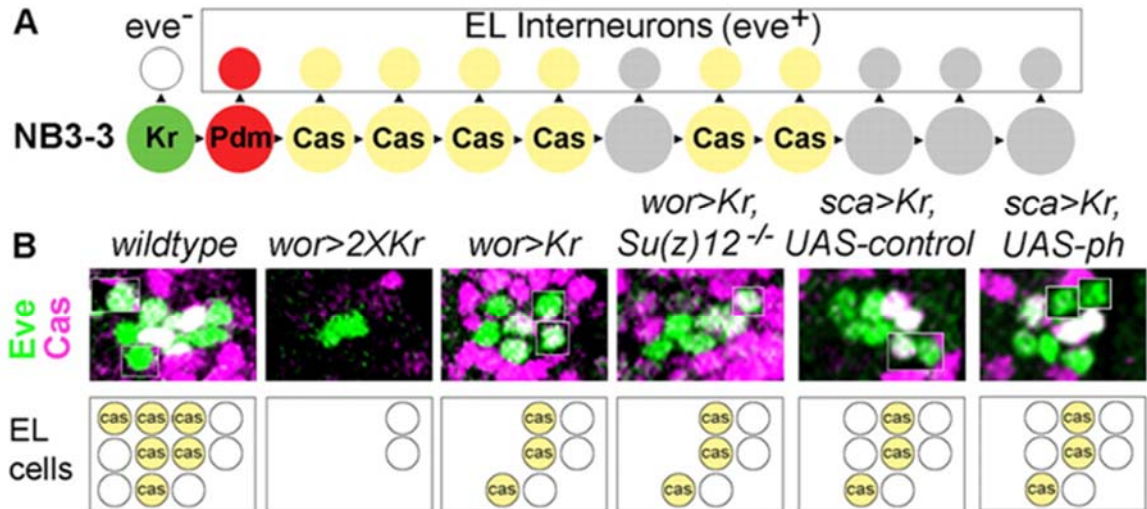 A
eve⁻
EL Interneurons (eve⁺)
NB3-3
Kr
Pdm
Cas
Cas
Cas
Cas
Cas
Cas
B
wildtype
wor>2XKr
wor>Kr
wor>Kr,
Su(z)12⁻/⁻
sca>Kr,
UAS-control
sca>Kr,
UAS-ph
Eve
Cas
EL
cells
cas cas cas
cas cas
cas
cas
cas
cas
cas
cas
cas
cas
cas
cas
cas
cas
cas